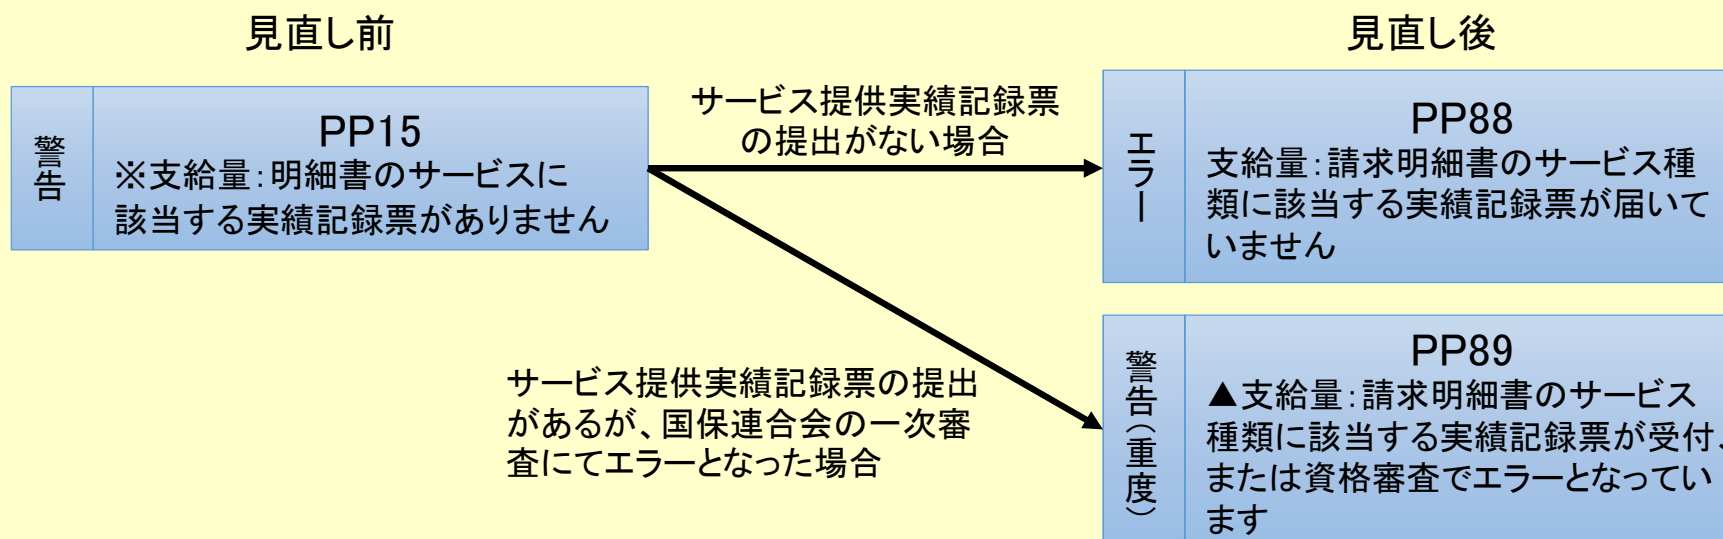 見直し前
見直し後
警告
PP15
※支給量：明細書のサービスに
該当する実績記録票がありません
サービス提供実績記録票
の提出がない場合
エラー
PP88
支給量：請求明細書のサービス種
類に該当する実績記録票が届いて
いません
サービス提供実績記録票の提出
があるが、国保連合会の一次審
査にてエラーとなった場合
警告（重度）
PP89
▲支給量：請求明細書のサービス
種類に該当する実績記録票が受付、
または資格審査でエラーとなってい
ます